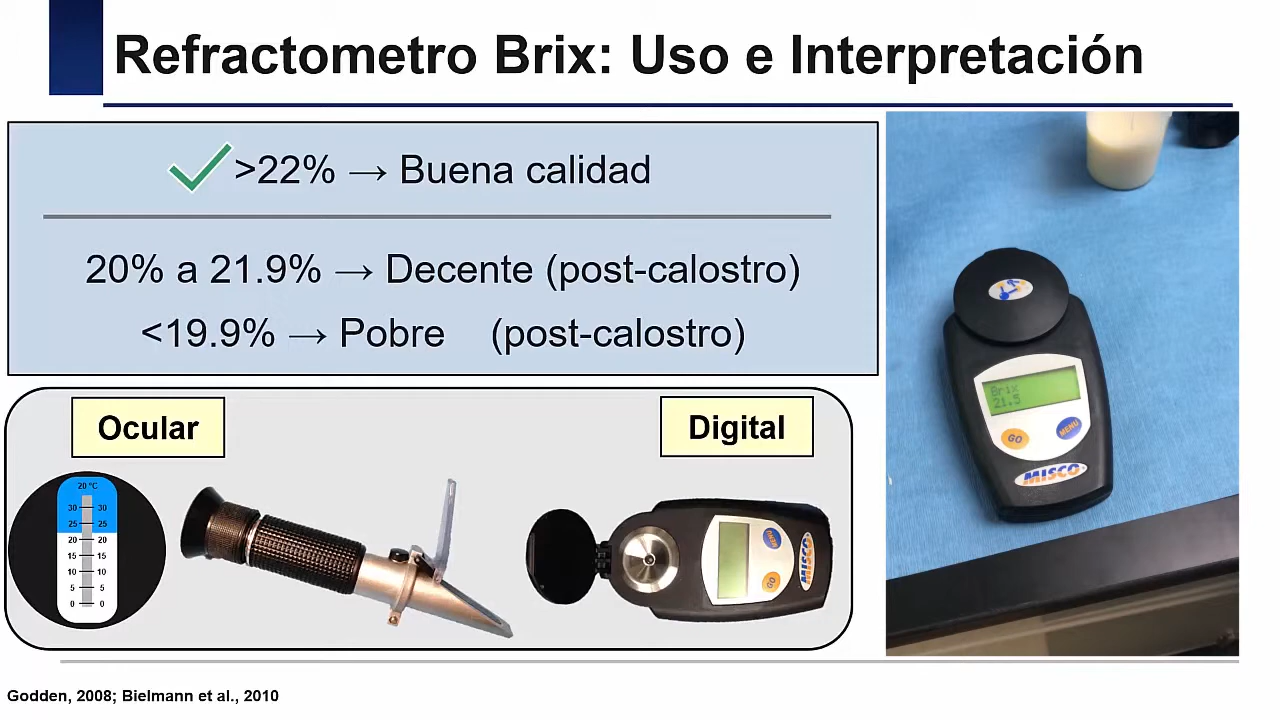 Refractometro Brix: Uso e Interpretación
>22% → Buena calidad
20% a 21.9% → Decente (post-calostro)
<19.9% → Pobre (post-calostro)
Ocular
Digital
20 °C
30 30
25 25
20 20
15 15
10 10
5 5
0 0
MENU
GO
MISCO
Brix
21.5
GO
MENU
MISCO
Godden, 2008; Bielmann et al., 2010